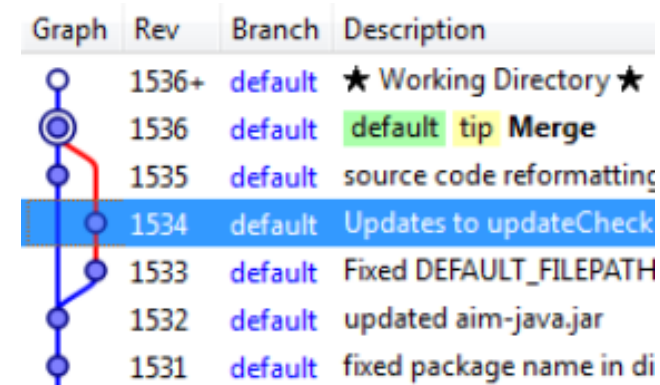 Graph Rev Branch Description
1536+ default ★ Working Directory ★
1536 default default tip Merge
1535 default source code reformatting
1534 default Updates to updateCheck
1533 default Fixed DEFAULT_FILEPATH
1532 default updated aim-java.jar
1531 default fixed package name in di